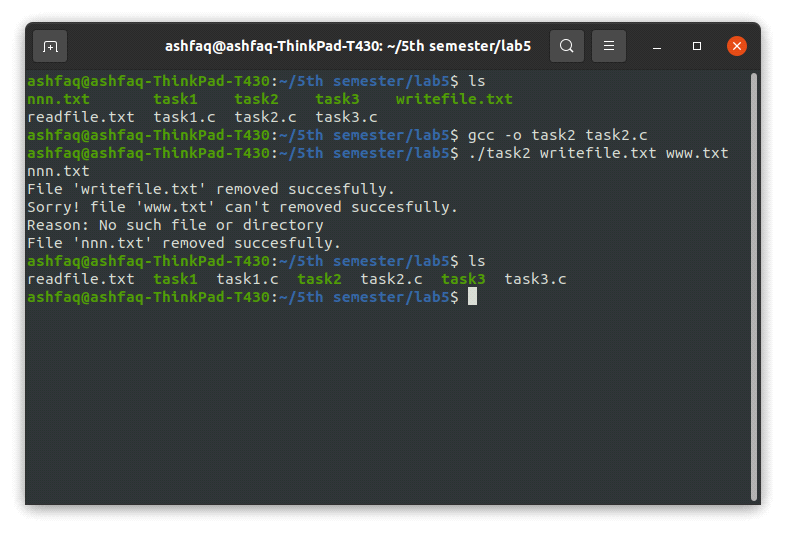 ashfaq@ashfaq-ThinkPad-T430: ~/5th semester/lab5
ashfaq@ashfaq-ThinkPad-T430:~/5th semester/lab5$ ls
nnn.txt       task1    task2    task3    writefile.txt
readfile.txt  task1.c  task2.c  task3.c
ashfaq@ashfaq-ThinkPad-T430:~/5th semester/lab5$ gcc -o task2 task2.c
ashfaq@ashfaq-ThinkPad-T430:~/5th semester/lab5$ ./task2 writefile.txt www.txt
nnn.txt
File 'writefile.txt' removed succesfully.
Sorry! file 'www.txt' can't removed succesfully.
Reason: No such file or directory
File 'nnn.txt' removed succesfully.
ashfaq@ashfaq-ThinkPad-T430:~/5th semester/lab5$ ls
readfile.txt  task1  task1.c  task2  task2.c  task3  task3.c
ashfaq@ashfaq-ThinkPad-T430:~/5th semester/lab5$